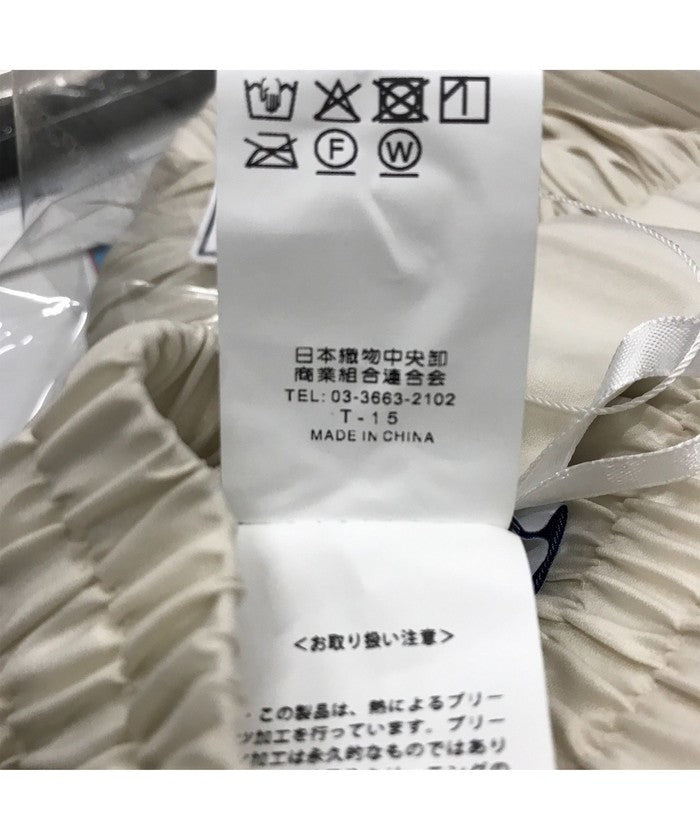 F W
日本織物中央卸
商業組合連合会
TEL: 03-3663-2102
T-15
MADE IN CHINA
<お取り扱い注意>
・この製品は、熱によるプリー
ツ加工を行っています。プリー
ツ加工は永久的なものではあり